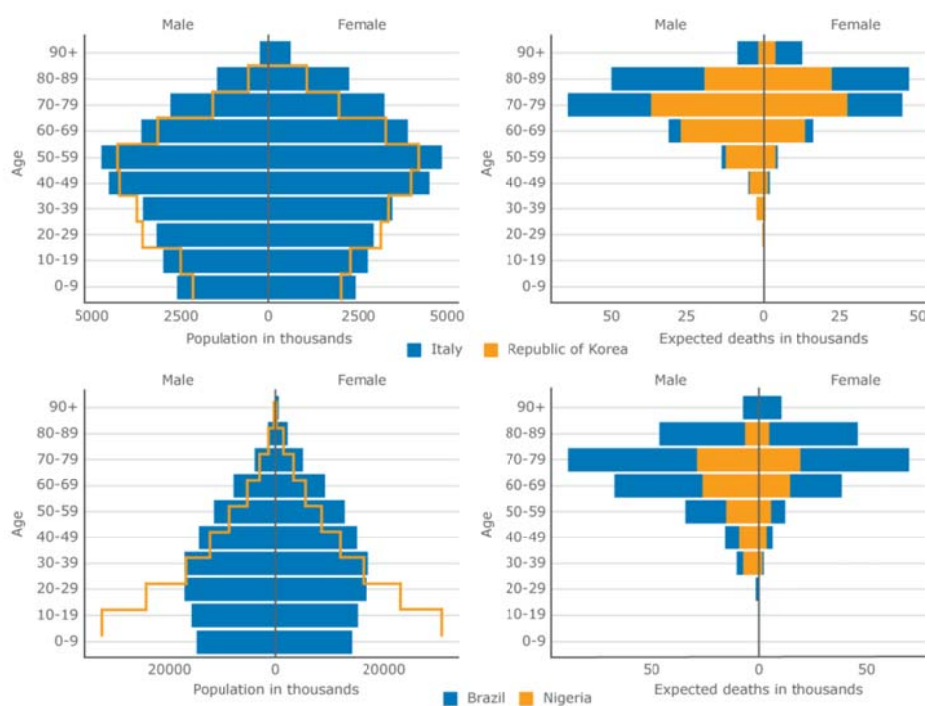 Male Female
Male Female
90+
80-89
70-79
60-69
50-59
40-49
30-39
20-29
10-19
0-9
Age
5000 2500 0 2500 5000
Population in thousands
90+
80-89
70-79
60-69
50-59
40-49
30-39
20-29
10-19
0-9
Age
50 25 0 25 50
Expected deaths in thousands
Italy Republic of Korea
Male Female
Male Female
90+
80-89
70-79
60-69
50-59
40-49
30-39
20-29
10-19
0-9
Age
20000 0 20000
Population in thousands
90+
80-89
70-79
60-69
50-59
40-49
30-39
20-29
10-19
0-9
Age
50 0 50
Expected deaths in thousands
Brazil Nigeria